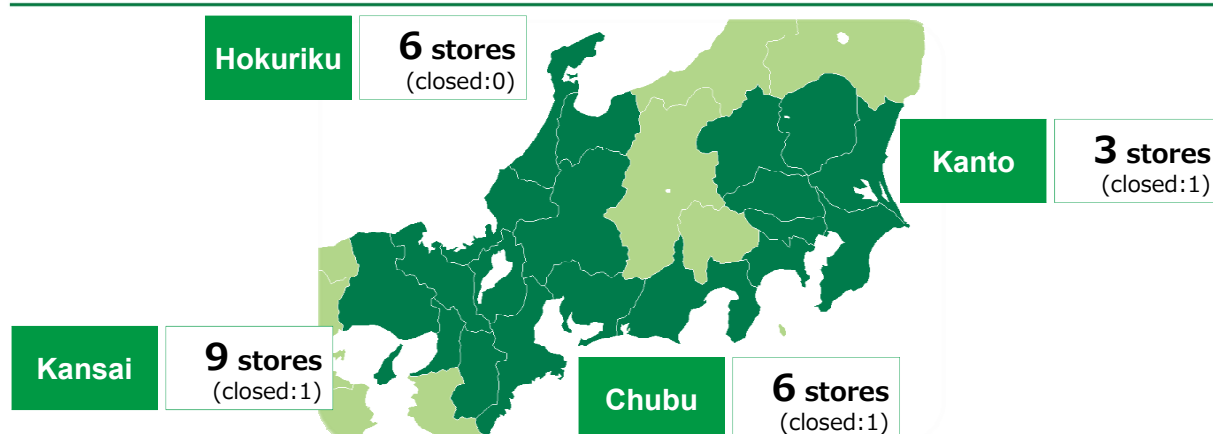 Hokuriku
6 stores
(closed:0)
Kanto
3 stores
(closed:1)
Kansai
9 stores
(closed:1)
Chubu
6 stores
(closed:1)